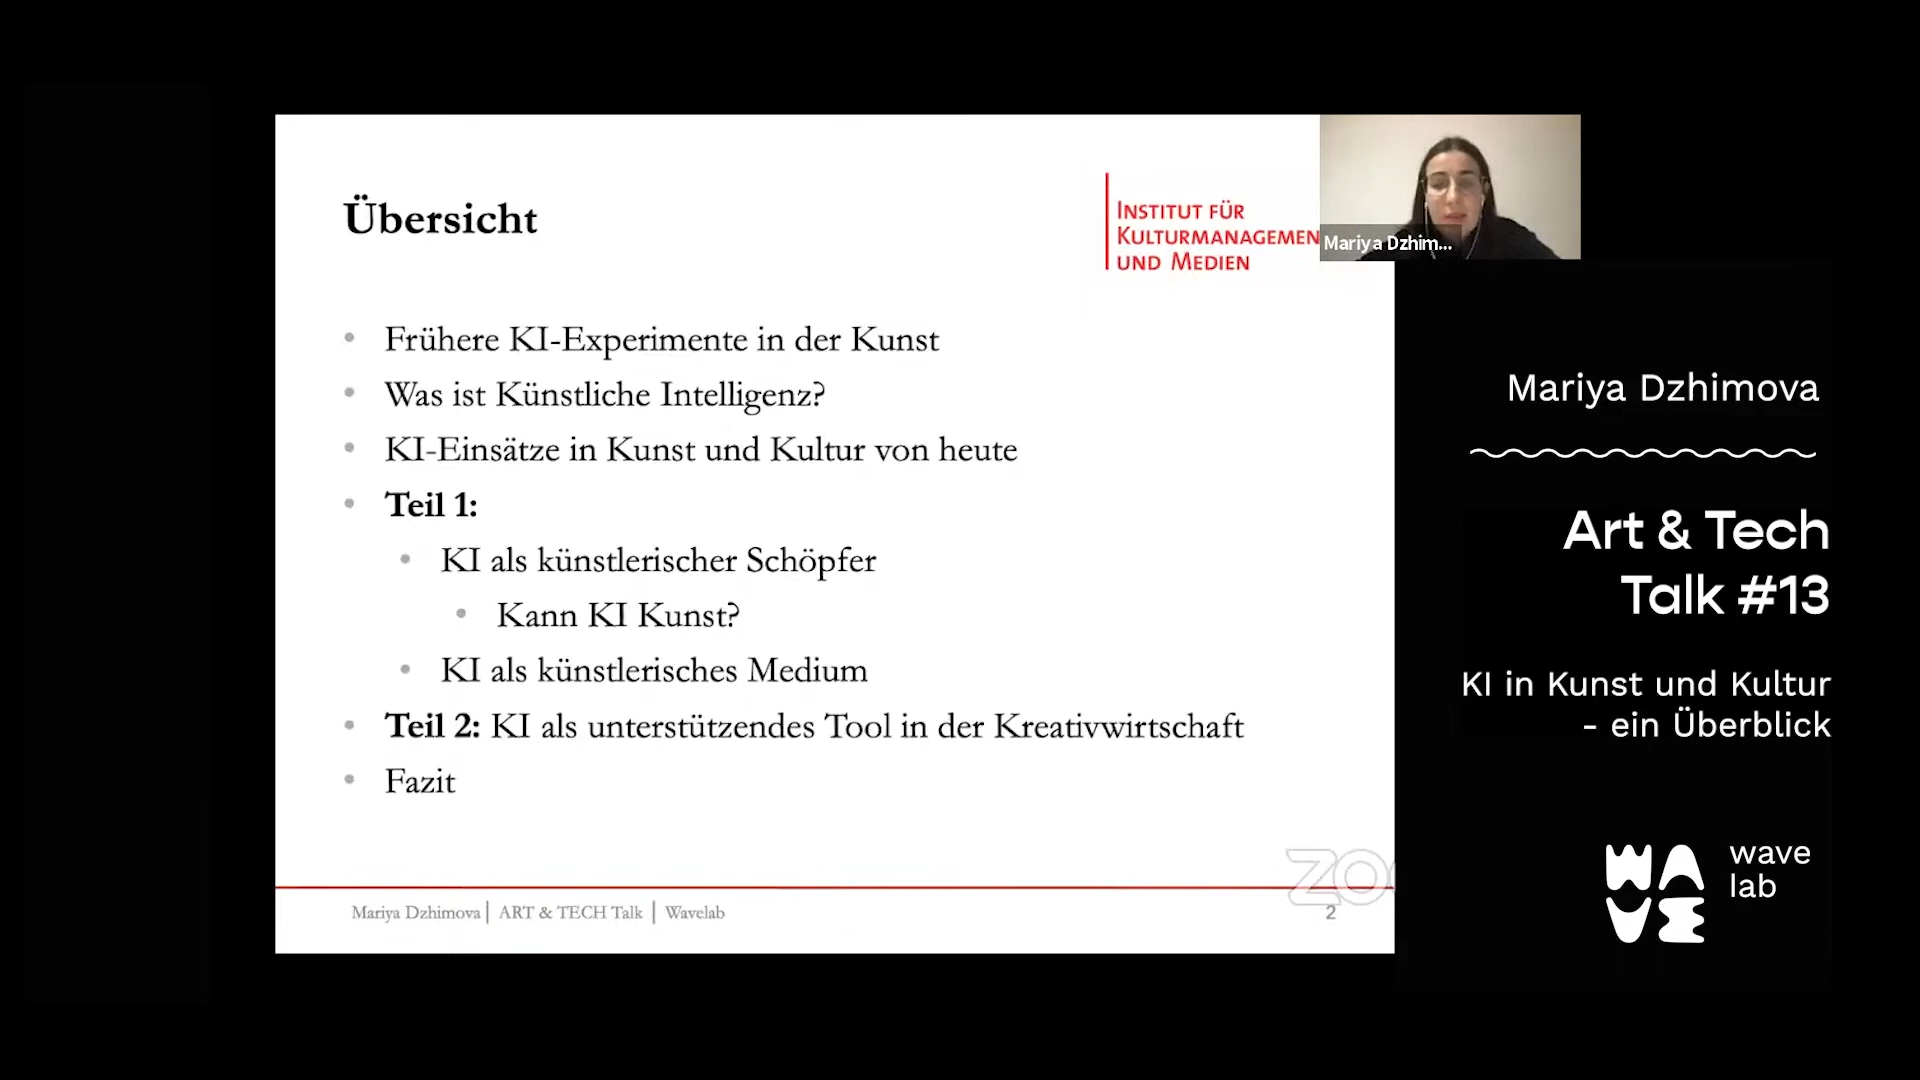 Übersicht
INSTITUT FÜR
KULTURMANAGEMEN
UND MEDIEN
Mariya Dzhim...
Frühere KI-Experimente in der Kunst
Was ist Künstliche Intelligenz?
KI-Einsätze in Kunst und Kultur von heute
Teil 1:
KI als künstlerischer Schöpfer
Kann KI Kunst?
KI als künstlerisches Medium
Teil 2: KI als unterstützendes Tool in der Kreativwirtschaft
Fazit
ZO
Mariya Dzhimova | ART & TECH Talk | Wavelab
2
Mariya Dzhimova
Art & Tech
Talk #13
KI in Kunst und Kultur
- ein Überblick
WAVE
wave
lab